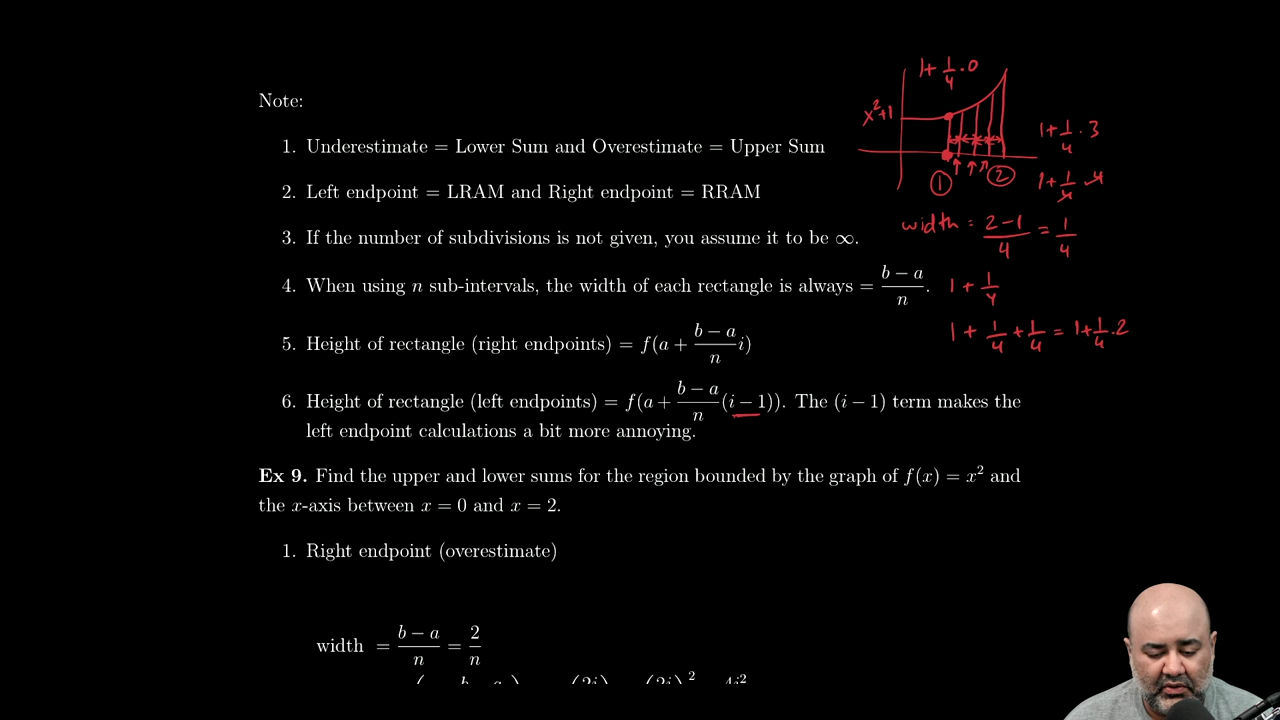 Note:
1. Underestimate = Lower Sum and Overestimate = Upper Sum
2. Left endpoint = LRAM and Right endpoint = RRAM
3. If the number of subdivisions is not given, you assume it to be ∞.
4. When using n sub-intervals, the width of each rectangle is always = (b − a)/n.
5. Height of rectangle (right endpoints) = f(a + (b − a)/n i)
6. Height of rectangle (left endpoints) = f(a + (b − a)/n (i − 1)). The (i − 1) term makes the
left endpoint calculations a bit more annoying.
Ex 9. Find the upper and lower sums for the region bounded by the graph of f(x) = x² and
the x-axis between x = 0 and x = 2.
1. Right endpoint (overestimate)
width = (b − a)/n = 2/n
1 + 1/4 · 0
x²+1
1 + 1/4 · 3
1 2
1 + 1/4 · 4
width = (2 − 1)/4 = 1/4
1 + 1/4
1 + 1/4 + 1/4 = 1 + 1/4 · 2